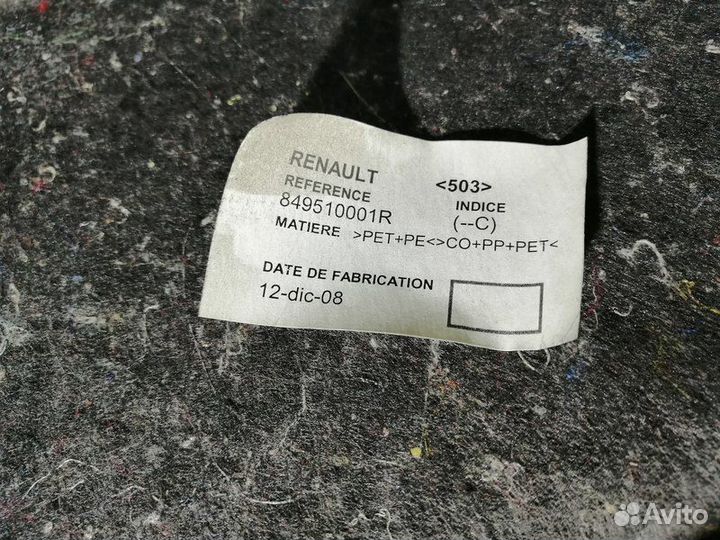 RENAULT <503>
REFERENCE INDICE
849510001R (--C)
MATIERE >PET+PE<>CO+PP+PET<
DATE DE FABRICATION
12-dic-08
Avito